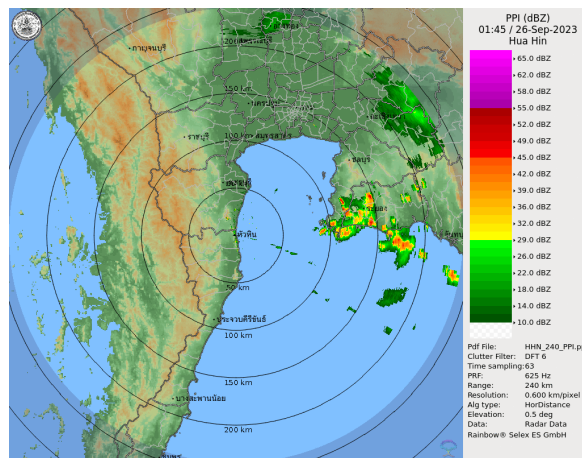 PPI (dBZ)
01:45 / 26-Sep-2023
Hua Hin
65.0 dBZ
60.0 dBZ
58.0 dBZ
55.0 dBZ
52.0 dBZ
48.0 dBZ
45.0 dBZ
42.0 dBZ
39.0 dBZ
36.0 dBZ
32.0 dBZ
29.0 dBZ
26.0 dBZ
22.0 dBZ
18.0 dBZ
14.0 dBZ
10.0 dBZ
Pdf File: HHN_240_PPI.p
Clutter Filter: DFT 6
Time sampling:63
PRF: 625 Hz
Range: 240 km
Resolution: 0.600 km/pixel
Alg type: HorDistance
Elevation: 0.5 deg
Data: Radar Data
Rainbow® Selex ES GmbH
กาญจนบุรี
150 km
ราชบุรี
100 km
สมุทรสาคร
ชลบุรี
ระยอง
หัวหิน
50 km
ประจวบคีรีขันธ์
100 km
150 km
บางสะพานน้อย
200 km